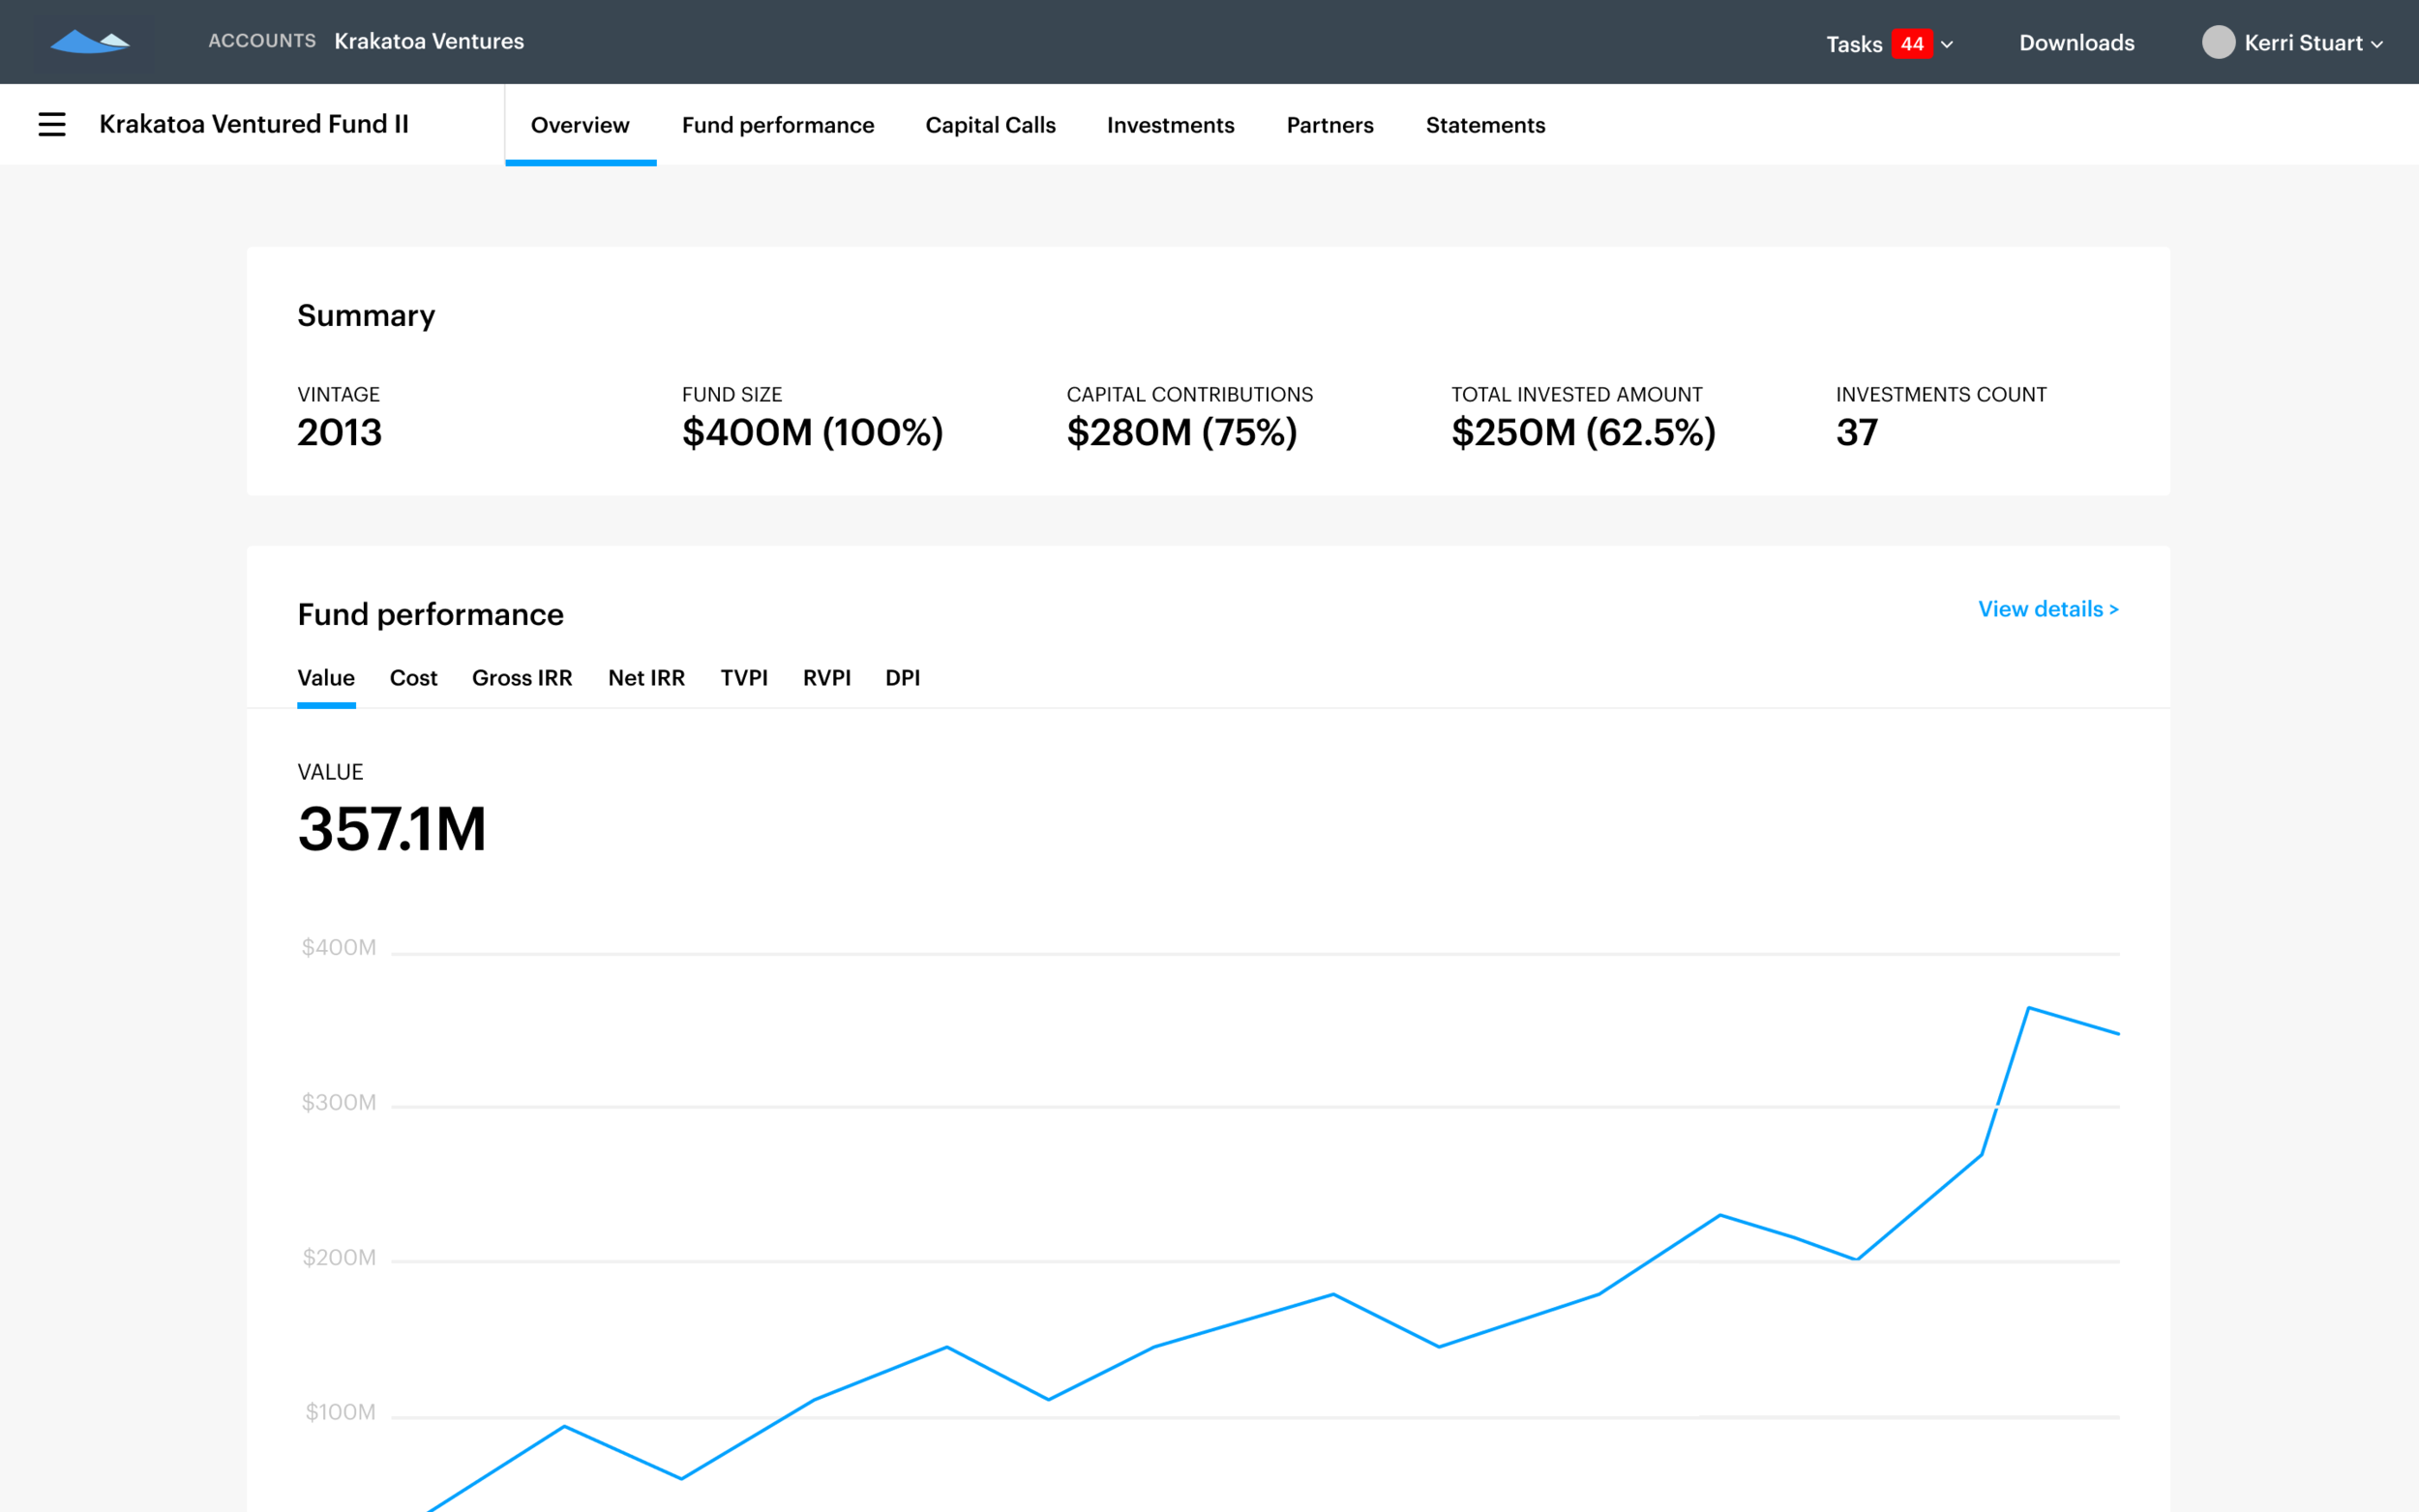 ACCOUNTS Krakatoa Ventures Tasks 44 Downloads Kerri Stuart
Krakatoa Ventured Fund II Overview Fund performance Capital Calls Investments Partners Statements
Summary
VINTAGE FUND SIZE CAPITAL CONTRIBUTIONS TOTAL INVESTED AMOUNT INVESTMENTS COUNT
2013 $400M (100%) $280M (75%) $250M (62.5%) 37
Fund performance View details >
Value Cost Gross IRR Net IRR TVPI RVPI DPI
VALUE
357.1M
$400M
$300M
$200M
$100M